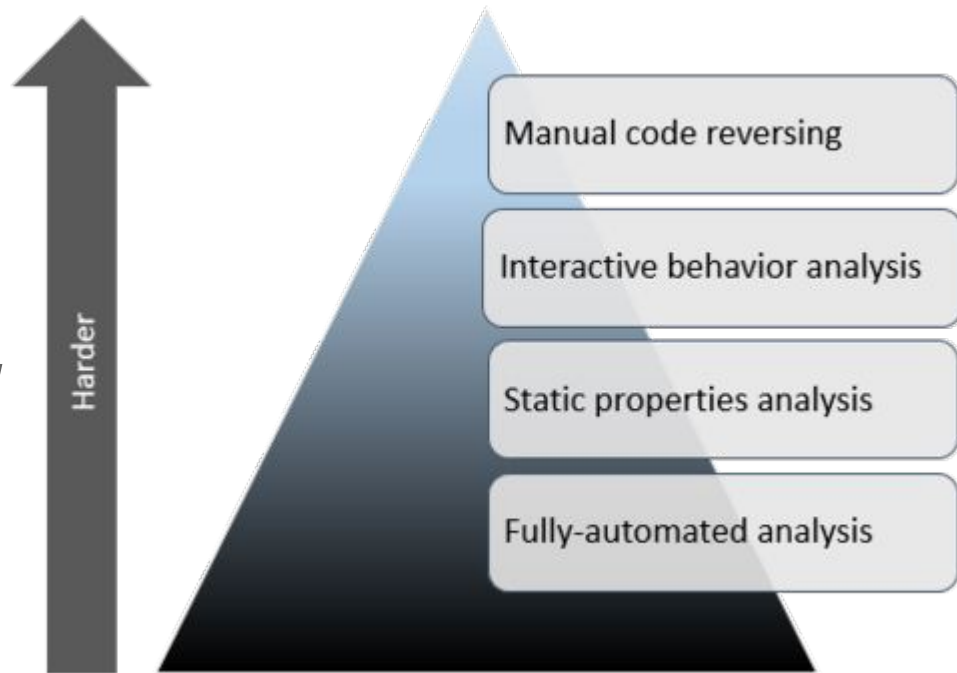 Harder
Manual code reversing
Interactive behavior analysis
Static properties analysis
Fully-automated analysis